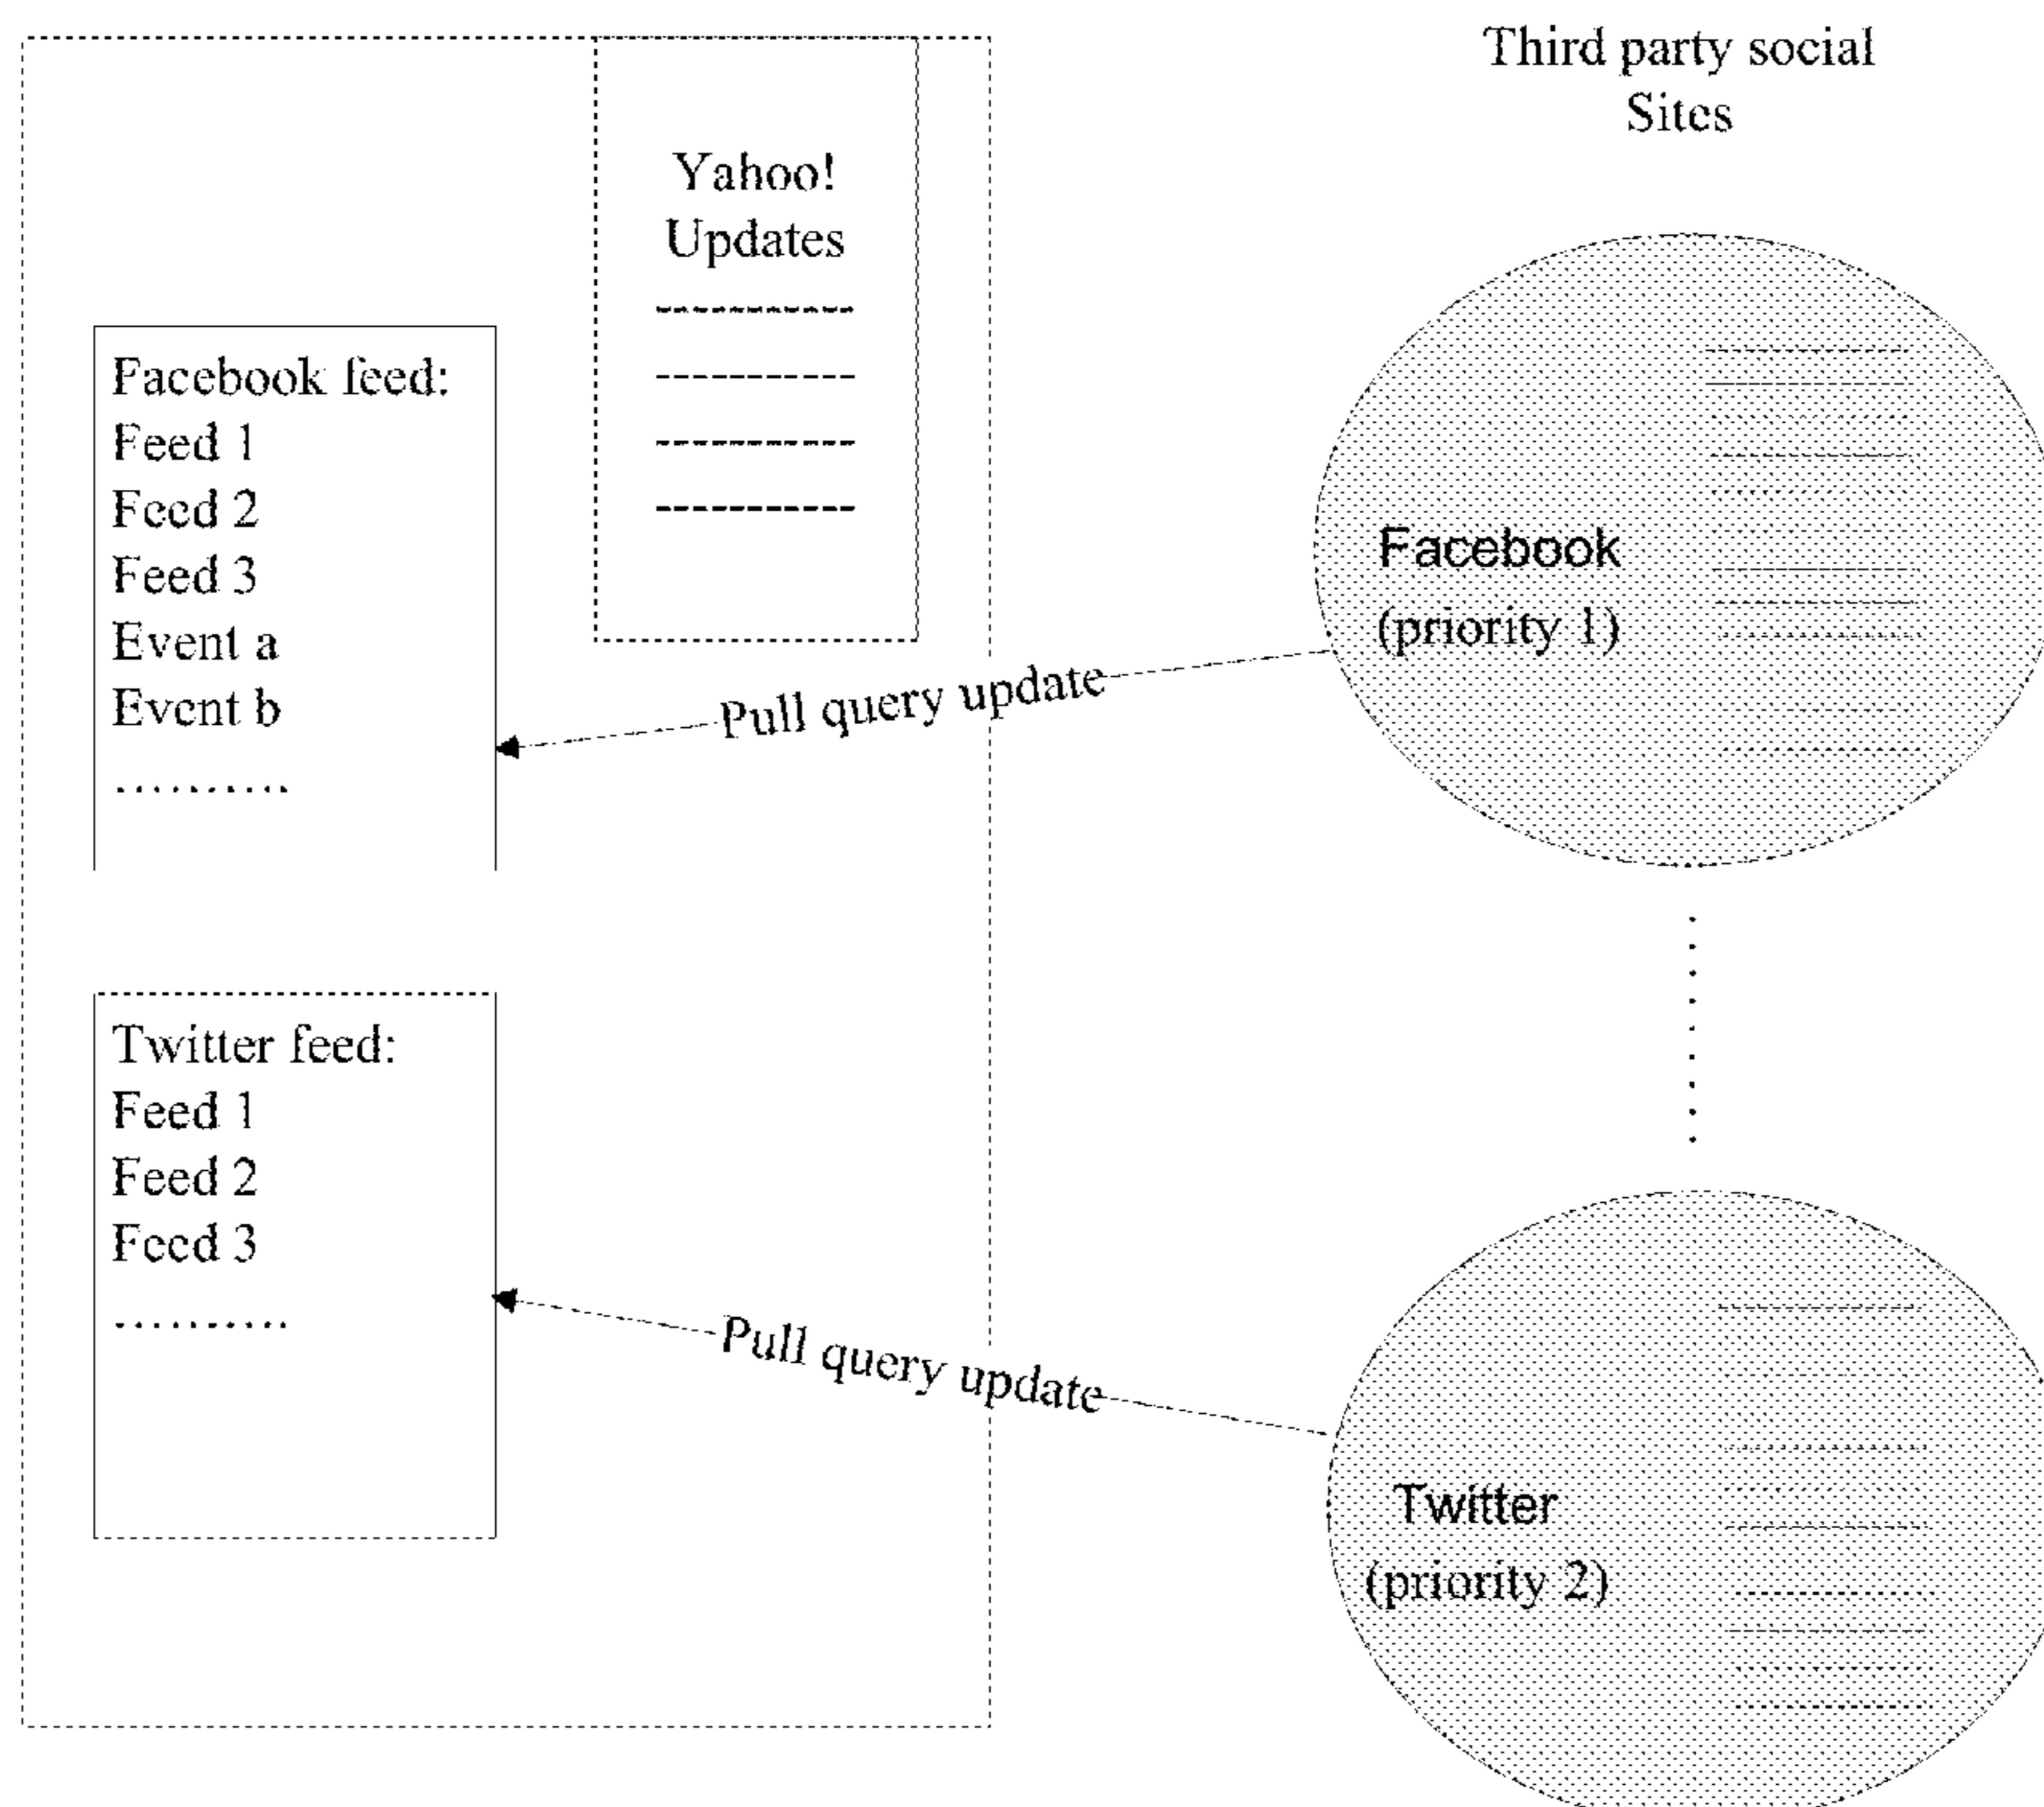 Third party social
Sites
Yahoo!
Updates
Facebook feed:
Feed 1
Feed 2
Feed 3
Event a
Event b
..........
Pull query update
Facebook
(priority 1)
Twitter feed:
Feed 1
Feed 2
Feed 3
..........
Pull query update
Twitter
(priority 2)